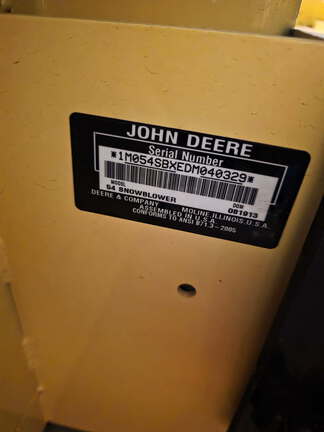 JOHN DEERE
Serial Number
*1M054SBXEDM040329*
MODEL DOM
54 SNOWBLOWER 081913
DEERE & COMPANY MOLINE, ILLINOIS, U.S.A.
ASSEMBLED IN U.S.A.
CONFORMS TO ANSI B71.3-2005